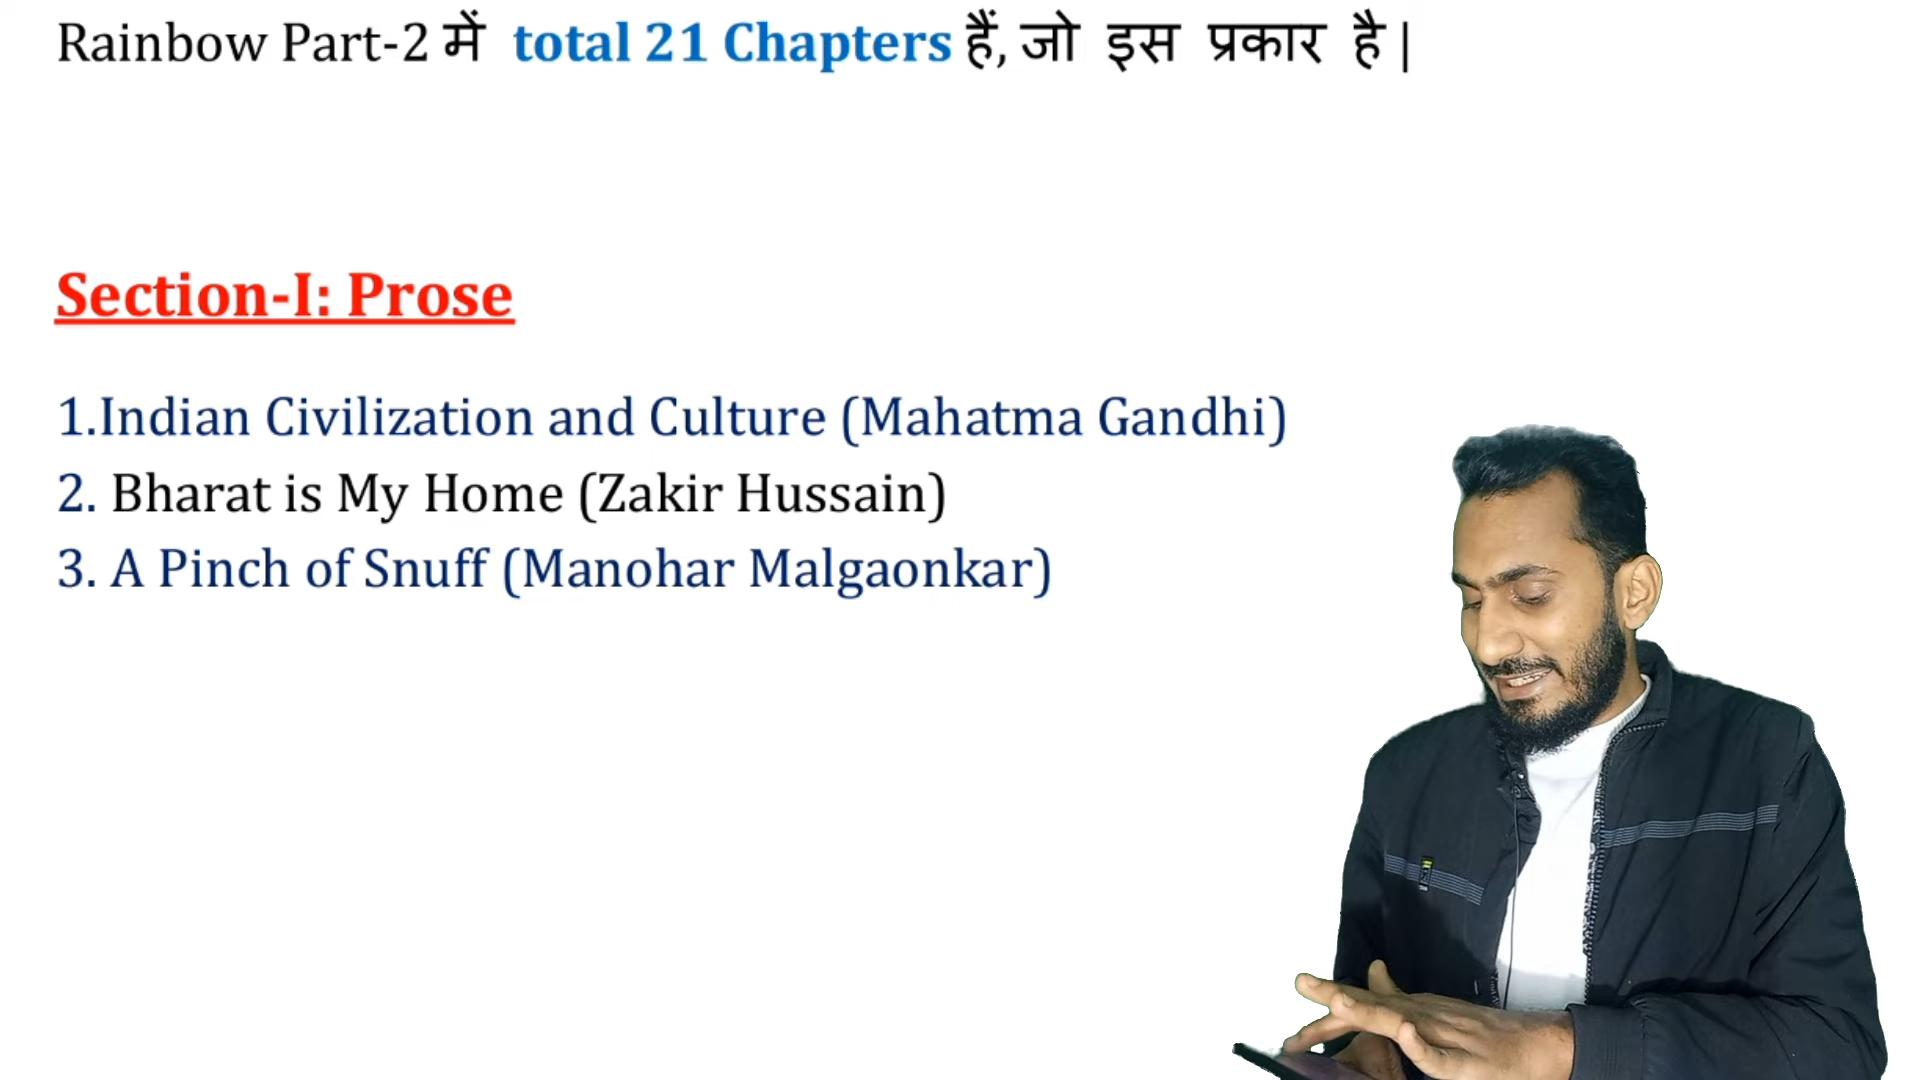 Rainbow Part-2 में total 21 Chapters हैं, जो इस प्रकार है |
Section-I: Prose
1.Indian Civilization and Culture (Mahatma Gandhi)
2. Bharat is My Home (Zakir Hussain)
3. A Pinch of Snuff (Manohar Malgaonkar)